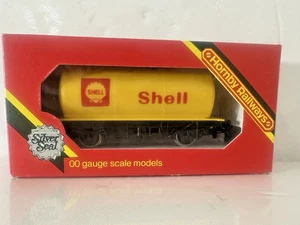 SHELL
Shell
Hornby Railways
Silver
Seal
00 gauge scale models